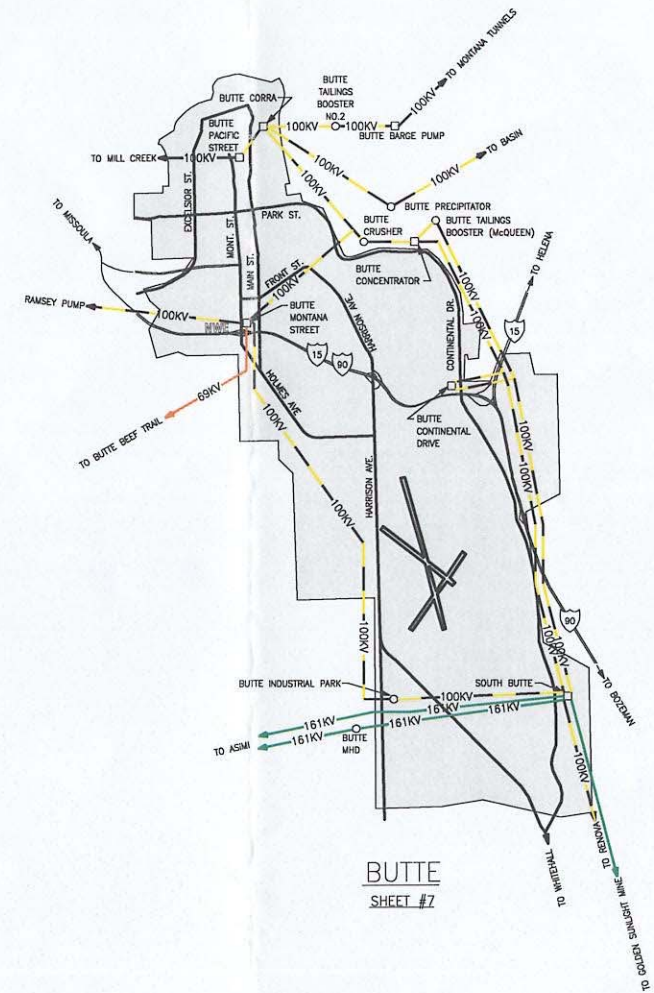 TO MONTANA TUNNELS
BUTTE
TAILINGS
BOOSTER
NO.2
BUTTE CORRA
100KV
100KV
100KV
BUTTE BARGE PUMP
BUTTE
PACIFIC
STREET
TO MILL CREEK
100KV
TO BASIN
100KV
100KV
100KV
EXCELSIOR ST.
MONT. ST.
MAIN ST.
PARK ST.
BUTTE PRECIPITATOR
BUTTE
CRUSHER
BUTTE TAILINGS
BOOSTER (McQUEEN)
TO MISSOULA
TO HELENA
FRONT ST.
BUTTE
CONCENTRATOR
100KV
HARRISON AVE.
RAMSEY PUMP
100KV
BUTTE
MONTANA
STREET
NWE
CONTINENTAL DR.
100KV
15
15
90
HOLMES AVE
69KV
TO BUTTE BEEF TRAIL
100KV
BUTTE
CONTINENTAL
DRIVE
HARRISON AVE.
100KV
100KV
100KV
90
100KV
100KV
100KV
BUTTE INDUSTRIAL PARK
100KV
SOUTH BUTTE
TO BOZEMAN
161KV
161KV
161KV
161KV
TO ASIMI
BUTTE
MHD
100KV
TO RENOVA
TO WHITEHALL
TO GOLDEN SUNLIGHT MINE
BUTTE
SHEET #7